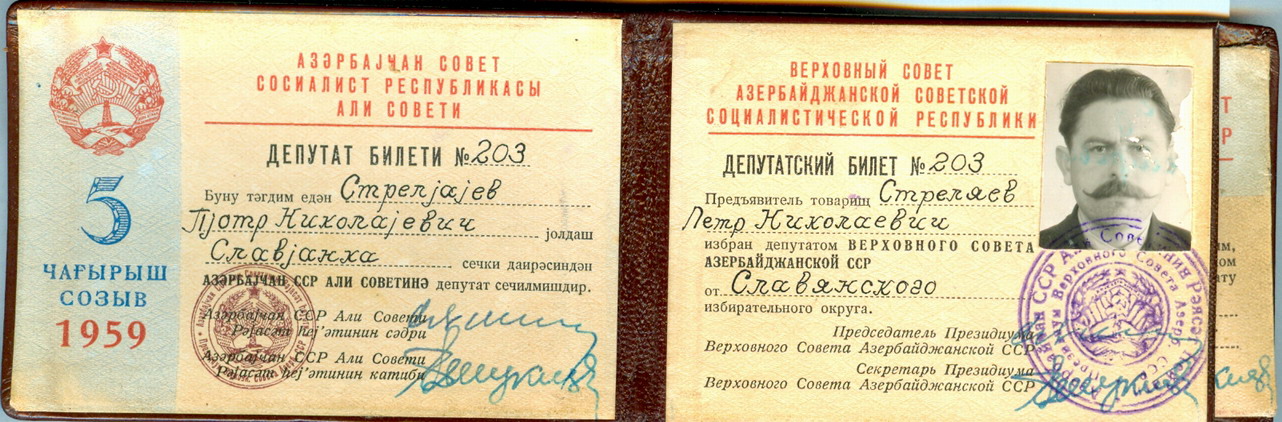 5
ЧАҒЫРЫШ
СОЗЫВ
1959
АЗӘРБАЈҸАН СОВЕТ
СОСИАЛИСТ РЕСПУБЛИКАСЫ
АЛИ СОВЕТИ
ДЕПУТАТ БИЛЕТИ № 203
Буну тәгдим едән Стрелјајев
Пјотр Николајевич јолдаш
Славјанка сечки даирәсиндән
АЗӘРБАЈҸАН ССР АЛИ СОВЕТИНӘ депутат сечилмишдир.
Азәрбајҹан ССР Али Совети
Рәјасәт һеј'әтинин сәдри
Азәрбајҹан ССР Али Совети
Рәјасәт һеј'әтинин катиби
ВЕРХОВНЫЙ СОВЕТ
АЗЕРБАЙДЖАНСКОЙ СОВЕТСКОЙ
СОЦИАЛИСТИЧЕСКОЙ РЕСПУБЛИКИ
ДЕПУТАТСКИЙ БИЛЕТ № 203
Предъявитель товарищ Стреляев
Петр Николаевич
избран депутатом ВЕРХОВНОГО СОВЕТА
АЗЕРБАЙДЖАНСКОЙ ССР
от Славянского
избирательного округа.
Председатель Президиума
Верховного Совета Азербайджанской ССР
Секретарь Президиума
Верховного Совета Азербайджанской ССР